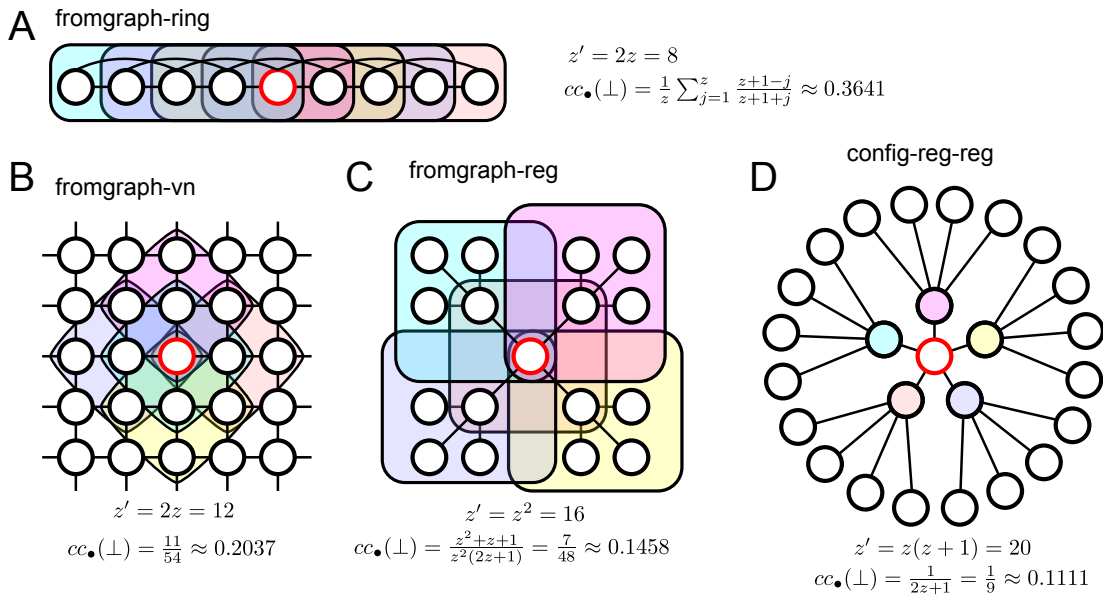 A fromgraph-ring
z′ = 2z = 8
cc●(⊥) = 1/z ∑_{j=1}^{z} (z+1−j)/(z+1+j) ≈ 0.3641
B fromgraph-vn
z′ = 2z = 12
cc●(⊥) = 11/54 ≈ 0.2037
C fromgraph-reg
z′ = z² = 16
cc●(⊥) = (z²+z+1)/(z²(2z+1)) = 7/48 ≈ 0.1458
D config-reg-reg
z′ = z(z + 1) = 20
cc●(⊥) = 1/(2z+1) = 1/9 ≈ 0.1111